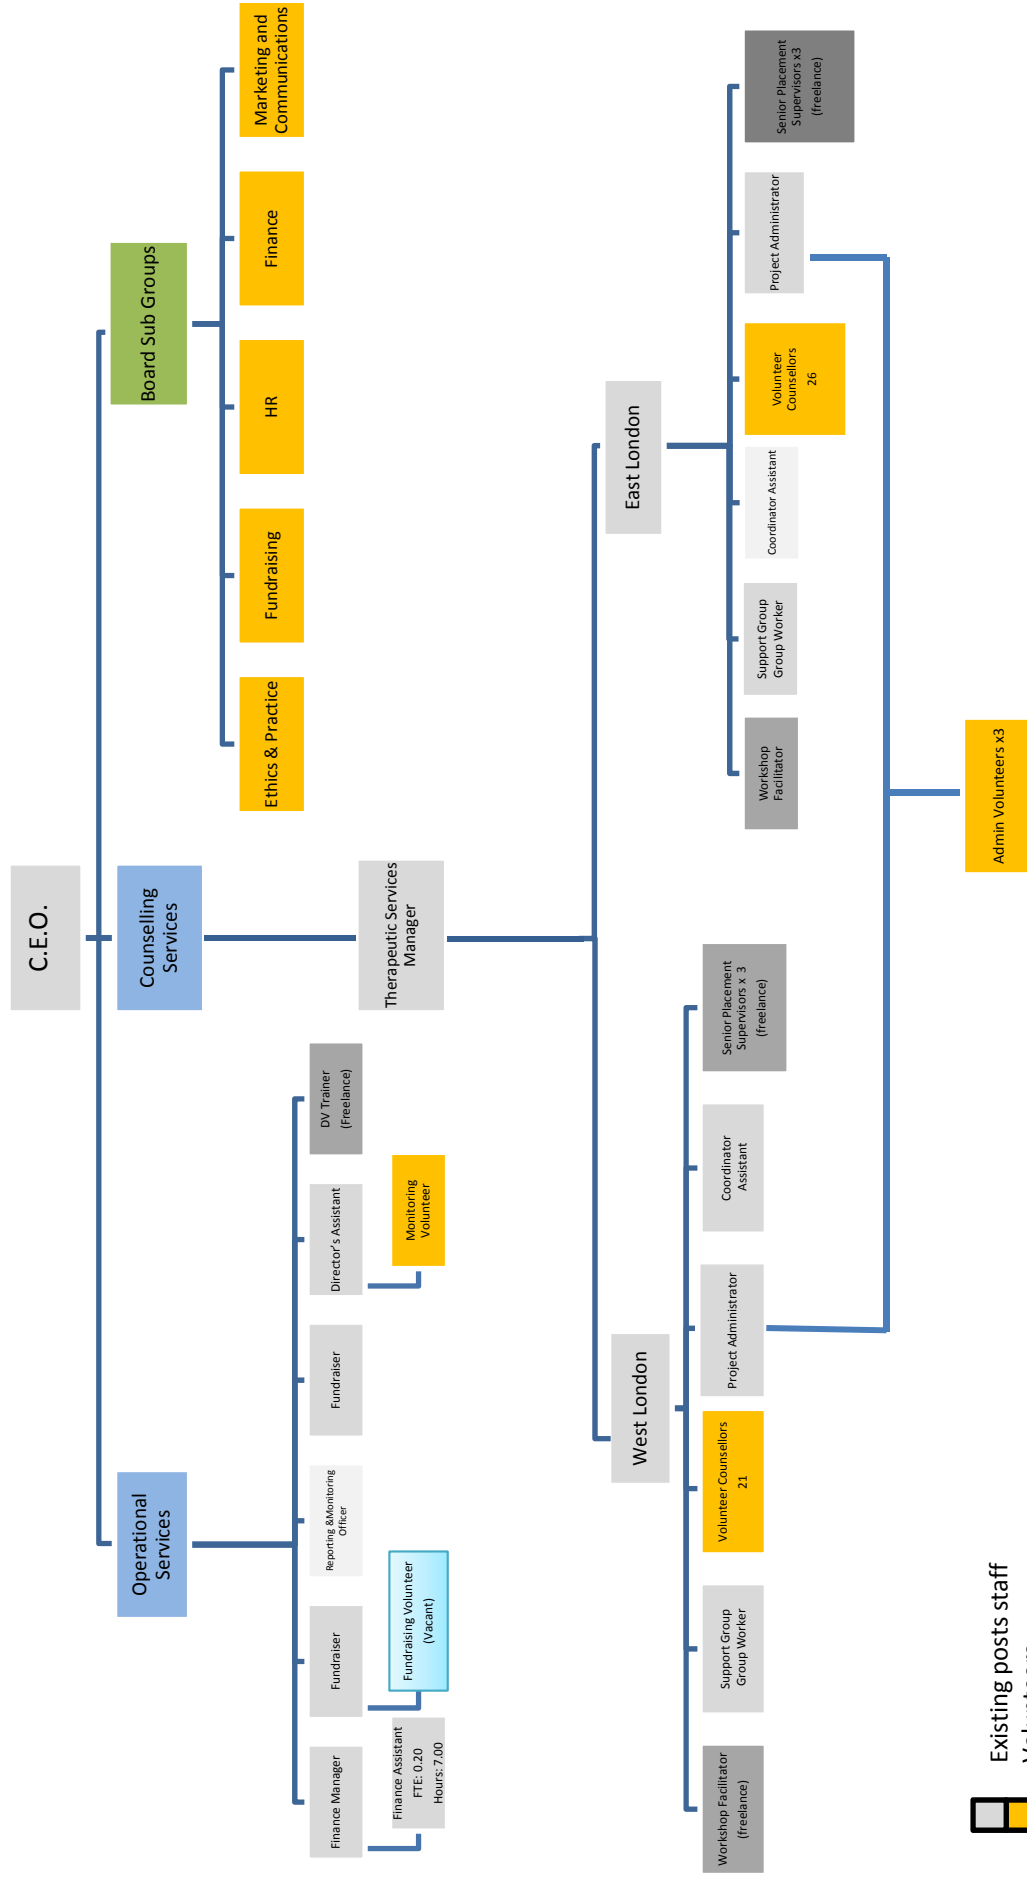 C.E.O.
Operational
Services
Counselling
Services
Board Sub Groups
Finance Manager
Fundraiser
Reporting &Monitoring
Officer
Fundraiser
Director's Assistant
DV Trainer
(Freelance)
Finance Assistant
FTE: 0.20
Hours: 7.00
Fundraising Volunteer
(Vacant)
Monitoring
Volunteer
Ethics & Practice
Fundraising
HR
Finance
Marketing and
Communications
Therapeutic Services
Manager
West London
East London
Workshop Facilitator
(freelance)
Support Group
Group Worker
Volunteer Counsellors
21
Project Administrator
Coordinator
Assistant
Senior Placement
Supervisors x 3
(freelance)
Workshop
Facilitator
Support Group
Group Worker
Coordinator Assistant
Volunteer
Counsellors
26
Project Administrator
Senior Placement
Supervisors x3
(freelance)
Admin Volunteers x3
Existing posts staff